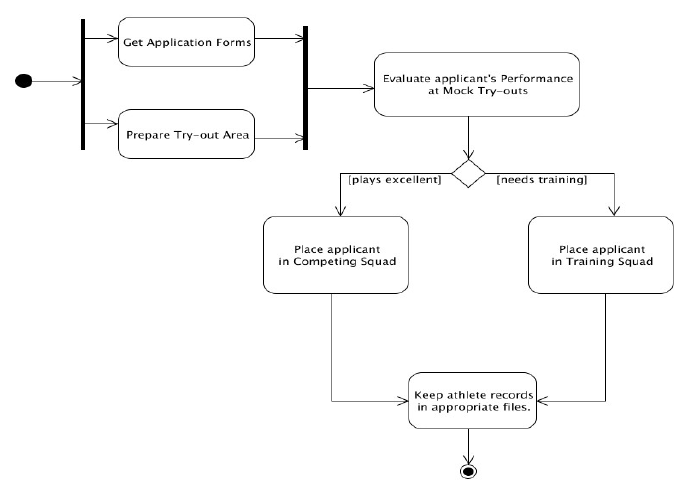 Get Application Forms
Prepare Try-out Area
Evaluate applicant's Performance
at Mock Try-outs
[plays excellent]
[needs training]
Place applicant
in Competing Squad
Place applicant
in Training Squad
Keep athlete records
in appropriate files.